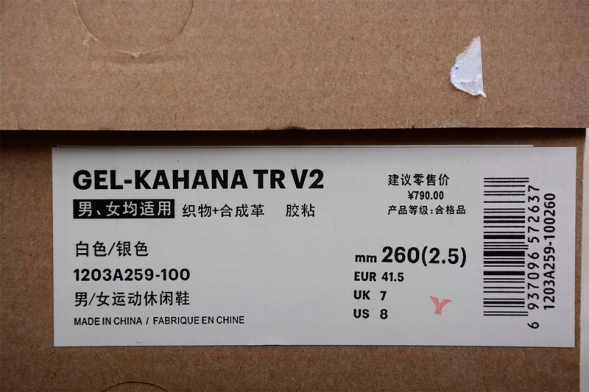 GEL-KAHANA TR V2
男、女均适用 织物+合成革 胶粘
白色/银色
1203A259-100
男/女运动休闲鞋
MADE IN CHINA / FABRIQUE EN CHINE
建议零售价
¥790.00
产品等级:合格品
mm 260(2.5)
EUR 41.5
UK 7
US 8
Y
6 937096 572637
1203A259-100260